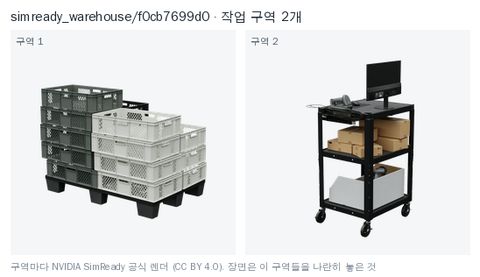 simready_warehouse/f0cb7699d0 · 작업 구역 2개
구역 1
구역 2
구역마다 NVIDIA SimReady 공식 렌더 (CC BY 4.0). 장면은 이 구역들을 나란히 놓은 것